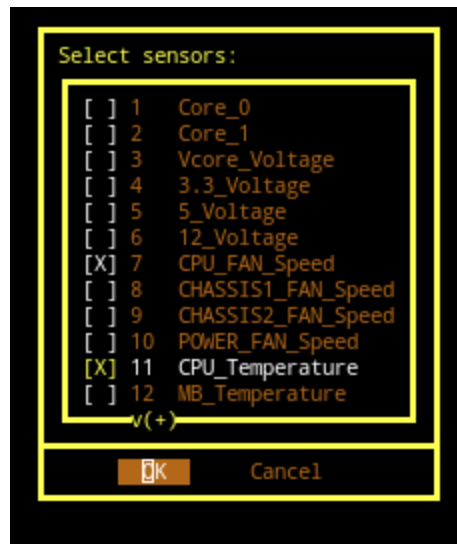 Select sensors:
[ ] 1 Core_0
[ ] 2 Core_1
[ ] 3 Vcore_Voltage
[ ] 4 3.3_Voltage
[ ] 5 5_Voltage
[ ] 6 12_Voltage
[X] 7 CPU_FAN_Speed
[ ] 8 CHASSIS1_FAN_Speed
[ ] 9 CHASSIS2_FAN_Speed
[ ] 10 POWER_FAN_Speed
[X] 11 CPU_Temperature
[ ] 12 MB_Temperature
v(+)
OK Cancel